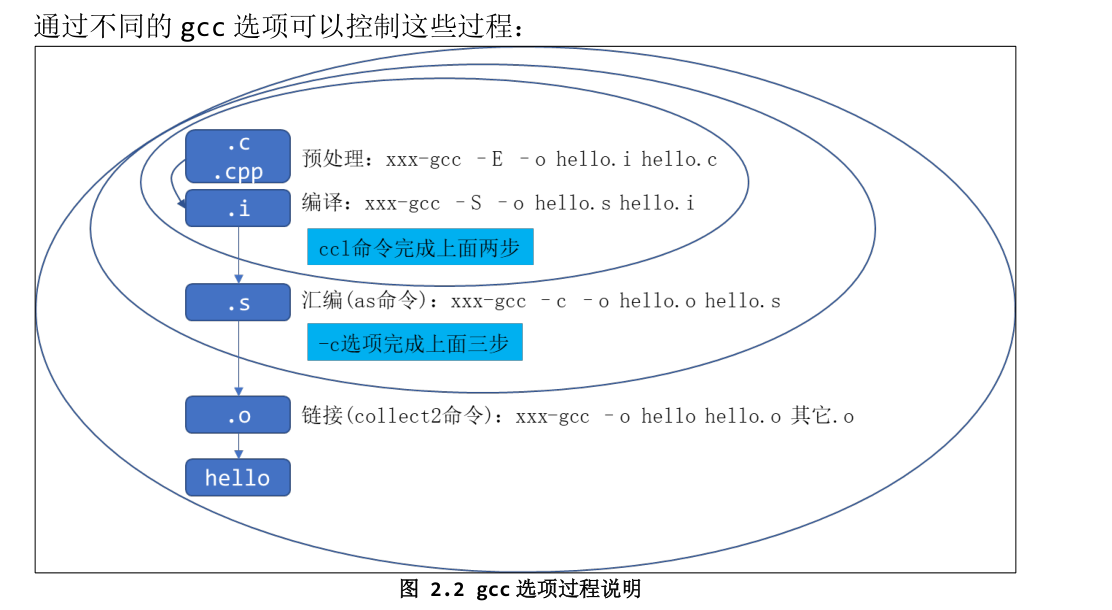 通过不同的 gcc 选项可以控制这些过程：
.c
.cpp
预处理：xxx-gcc –E –o hello.i hello.c
.i
编译：xxx-gcc –S –o hello.s hello.i
cc1命令完成上面两步
.s
汇编(as命令)：xxx-gcc –c –o hello.o hello.s
-c选项完成上面三步
.o
链接(collect2命令)：xxx-gcc –o hello hello.o 其它.o
hello
图 2.2 gcc 选项过程说明